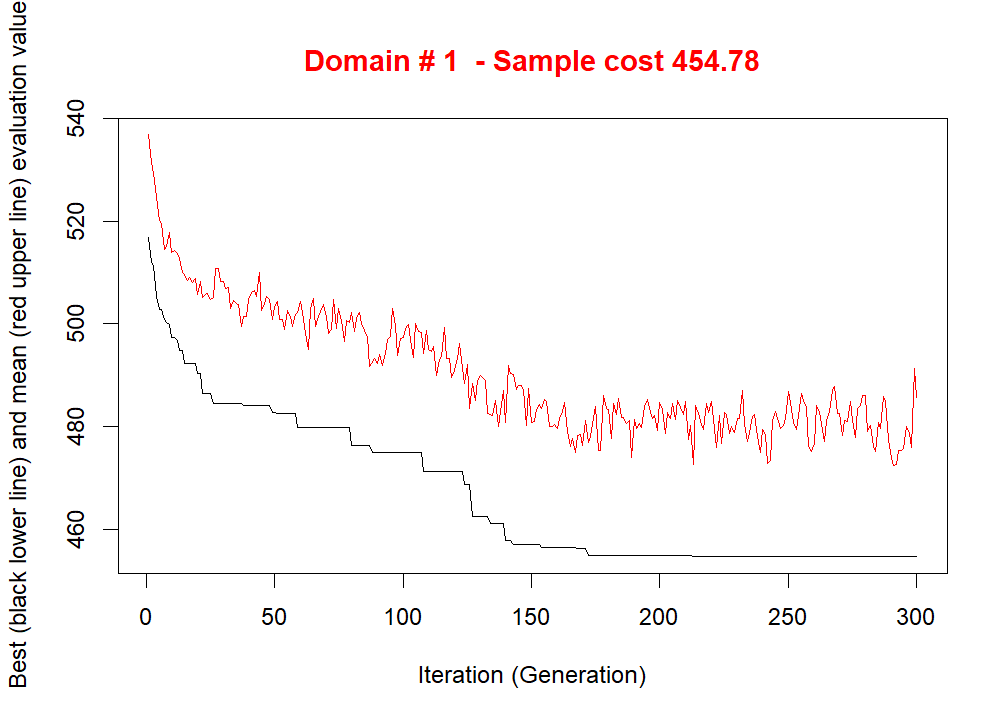 Domain # 1  - Sample cost 454.78
Best (black lower line) and mean (red upper line) evaluation value
540
520
500
480
460
0 50 100 150 200 250 300
Iteration (Generation)